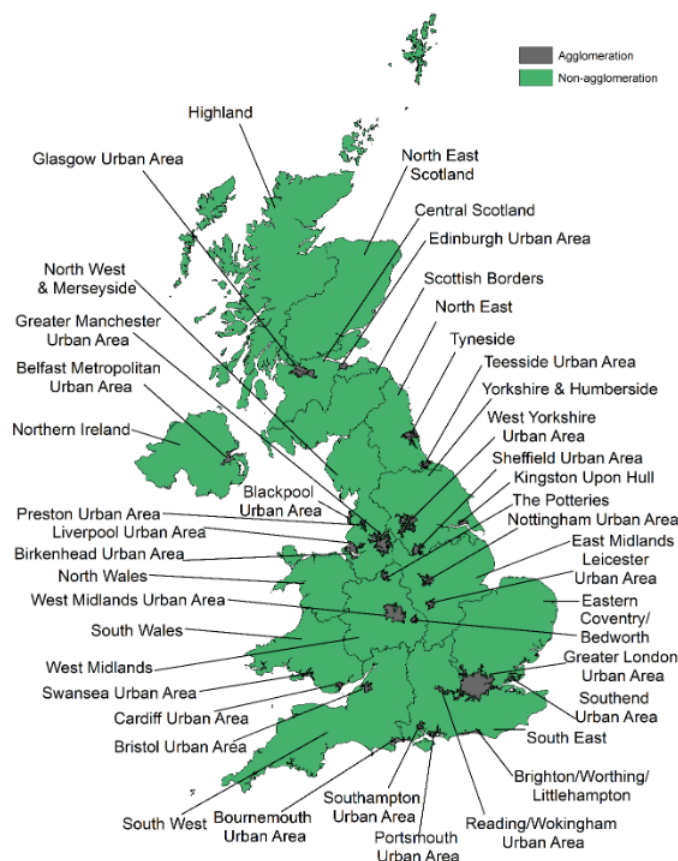 Agglomeration
Non-agglomeration
Highland
Glasgow Urban Area
North East
Scotland
Central Scotland
Edinburgh Urban Area
North West
& Merseyside
Scottish Borders
North East
Greater Manchester
Urban Area
Tyneside
Belfast Metropolitan
Urban Area
Teesside Urban Area
Yorkshire & Humberside
West Yorkshire
Urban Area
Northern Ireland
Sheffield Urban Area
Kingston Upon Hull
Blackpool
Urban Area
The Potteries
Preston Urban Area
Nottingham Urban Area
Liverpool Urban Area
East Midlands
Birkenhead Urban Area
Leicester
Urban Area
North Wales
West Midlands Urban Area
Eastern
Coventry/
Bedworth
South Wales
Greater London
Urban Area
West Midlands
Swansea Urban Area
Southend
Urban Area
Cardiff Urban Area
South East
Bristol Urban Area
Brighton/Worthing/
Littlehampton
Southampton
Urban Area
Bournemouth
Urban Area
South West
Portsmouth
Urban Area
Reading/Wokingham
Urban Area